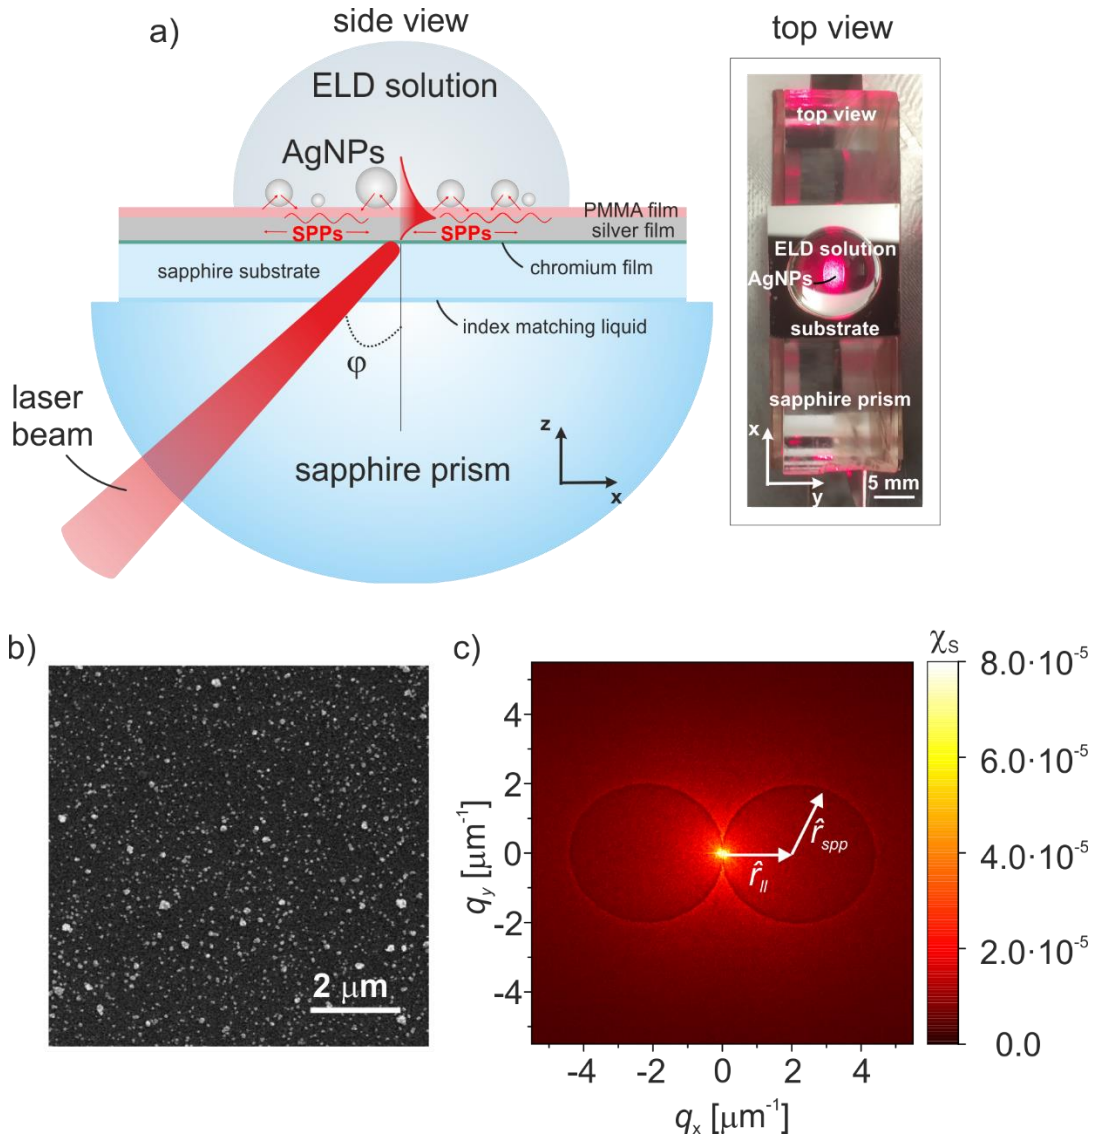 a)
side view
ELD solution
AgNPs
PMMA film
silver film
SPPs
SPPs
sapphire substrate
chromium film
index matching liquid
φ
laser
beam
sapphire prism
z
x
top view
top view
ELD solution
AgNPs
substrate
sapphire prism
x
y
5 mm
b)
2 μm
c)
χS
8.0·10-5
6.0·10-5
4.0·10-5
2.0·10-5
0.0
4
2
0
-2
-4
qy [μm-1]
r̂spp
r̂//
-4 -2 0 2 4
qx [μm-1]